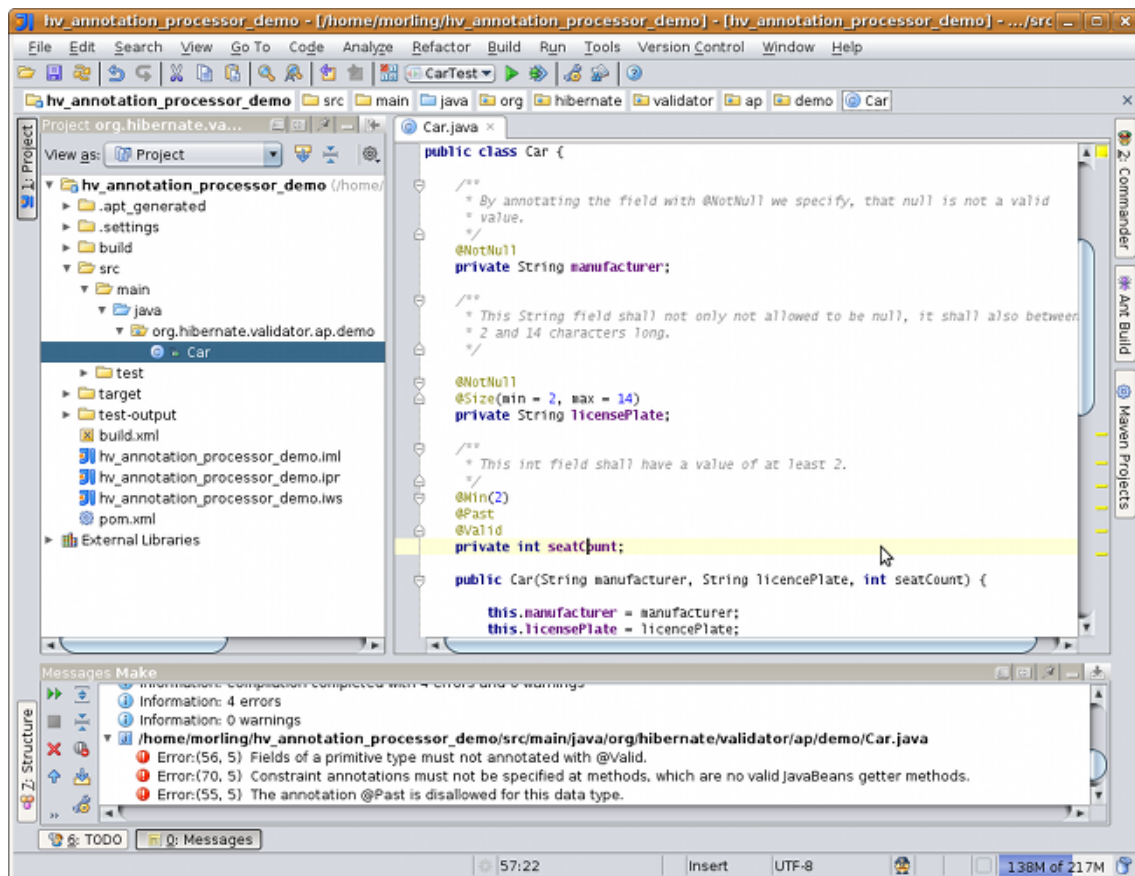 hv_annotation_processor_demo - [/home/morling/hv_annotation_processor_demo] - [hv_annotation_processor_demo] - .../src
File Edit Search View Go To Code Analyze Refactor Build Run Tools Version Control Window Help
CarTest
hv_annotation_processor_demo src main java org hibernate validator ap demo Car
1: Project
Project org.hibernate.va...
View as: Project
hv_annotation_processor_demo (/home/
.apt_generated
.settings
build
src
main
java
org.hibernate.validator.ap.demo
Car
test
target
test-output
build.xml
hv_annotation_processor_demo.iml
hv_annotation_processor_demo.ipr
hv_annotation_processor_demo.iws
pom.xml
External Libraries
Car.java
public class Car {
/**
* By annotating the field with @NotNull we specify, that null is not a valid
* value.
*/
@NotNull
private String manufacturer;
/**
* This String field shall not only not allowed to be null, it shall also between
* 2 and 14 characters long.
*/
@NotNull
@Size(min = 2, max = 14)
private String licensePlate;
/**
* This int field shall have a value of at least 2.
*/
@Min(2)
@Past
@Valid
private int seatCount;
public Car(String manufacturer, String licencePlate, int seatCount) {
this.manufacturer = manufacturer;
this.licensePlate = licencePlate;
2: Commander
Ant Build
Maven Projects
Messages Make
Z: Structure
Information: Compilation completed with 4 errors and 0 warnings
Information: 4 errors
Information: 0 warnings
/home/morling/hv_annotation_processor_demo/src/main/java/org/hibernate/validator/ap/demo/Car.java
Error:(56, 5) Fields of a primitive type must not annotated with @Valid.
Error:(70, 5) Constraint annotations must not be specified at methods, which are no valid JavaBeans getter methods.
Error:(55, 5) The annotation @Past is disallowed for this data type.
6: TODO 0: Messages
57:22 Insert UTF-8 138M of 217M